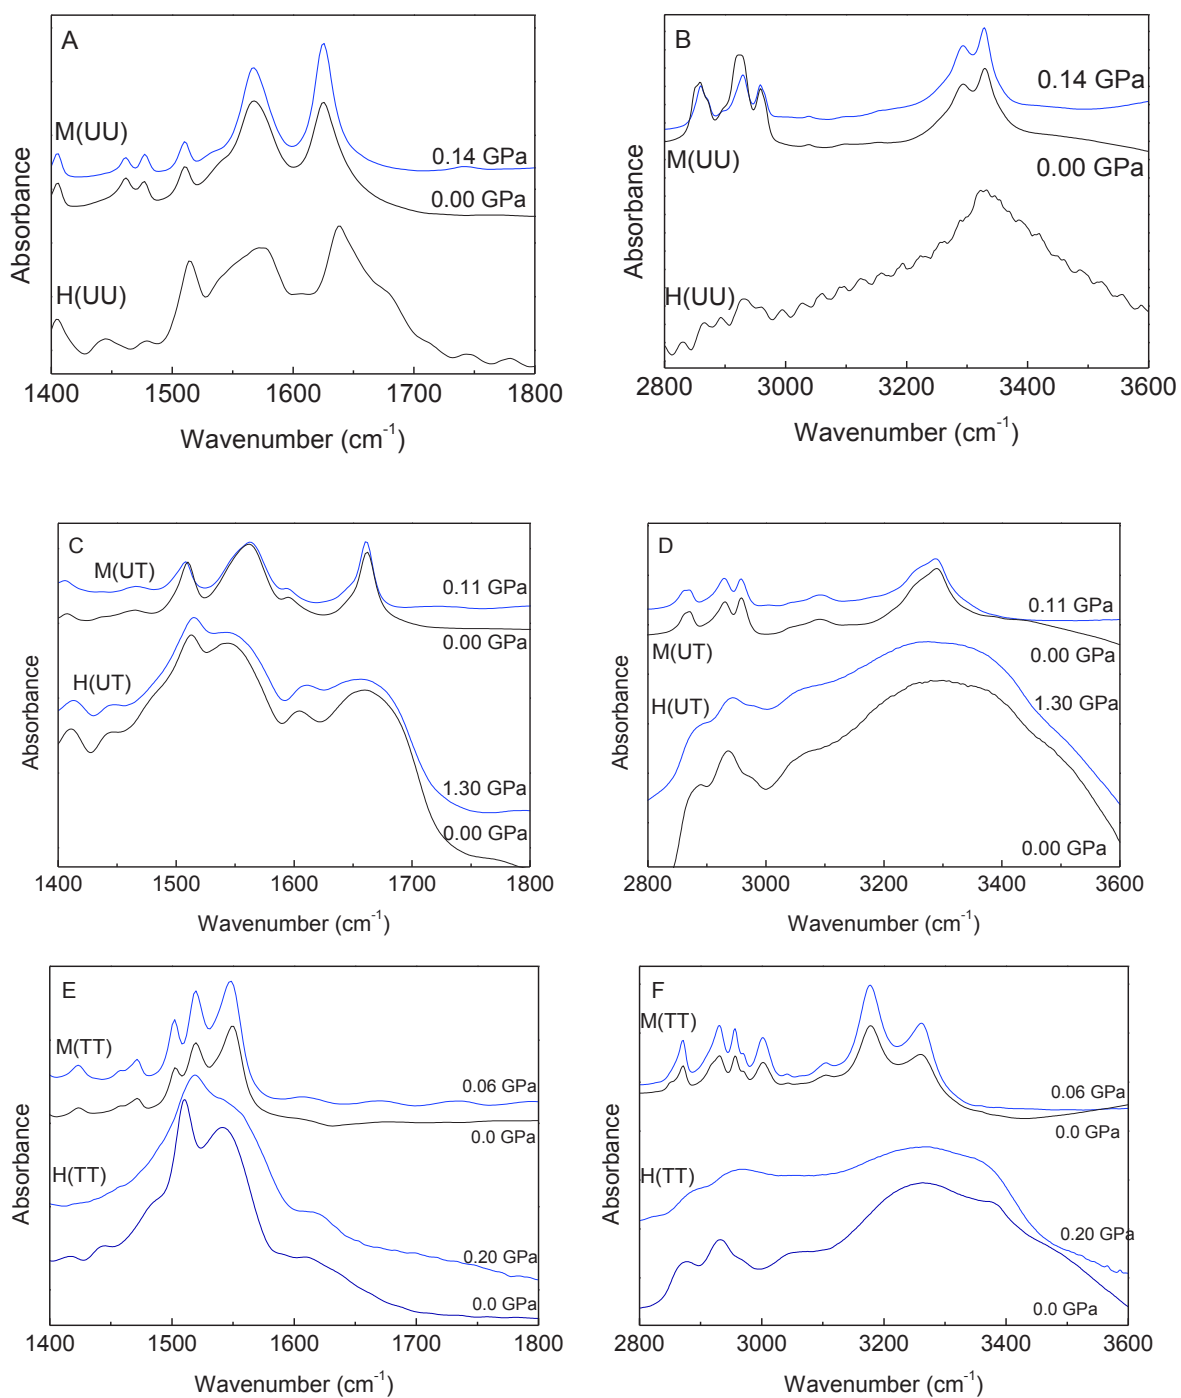 A
M(UU)
0.14 GPa
0.00 GPa
H(UU)
Absorbance
1400 1500 1600 1700 1800
Wavenumber (cm-1)
B
0.14 GPa
M(UU)
0.00 GPa
H(UU)
Absorbance
2800 3000 3200 3400 3600
Wavenumber (cm-1)
C
M(UT)
0.11 GPa
0.00 GPa
H(UT)
1.30 GPa
0.00 GPa
Absorbance
1400 1500 1600 1700 1800
Wavenumber (cm-1)
D
0.11 GPa
M(UT)
0.00 GPa
H(UT)
1.30 GPa
0.00 GPa
Absorbance
2800 3000 3200 3400 3600
Wavenumber (cm-1)
E
M(TT)
0.06 GPa
0.0 GPa
H(TT)
0.20 GPa
0.0 GPa
Absorbance
1400 1500 1600 1700 1800
Wavenumber (cm-1)
F
M(TT)
0.06 GPa
0.0 GPa
H(TT)
0.20 GPa
0.0 GPa
Absorbance
2800 3000 3200 3400 3600
Wavenumber (cm-1)